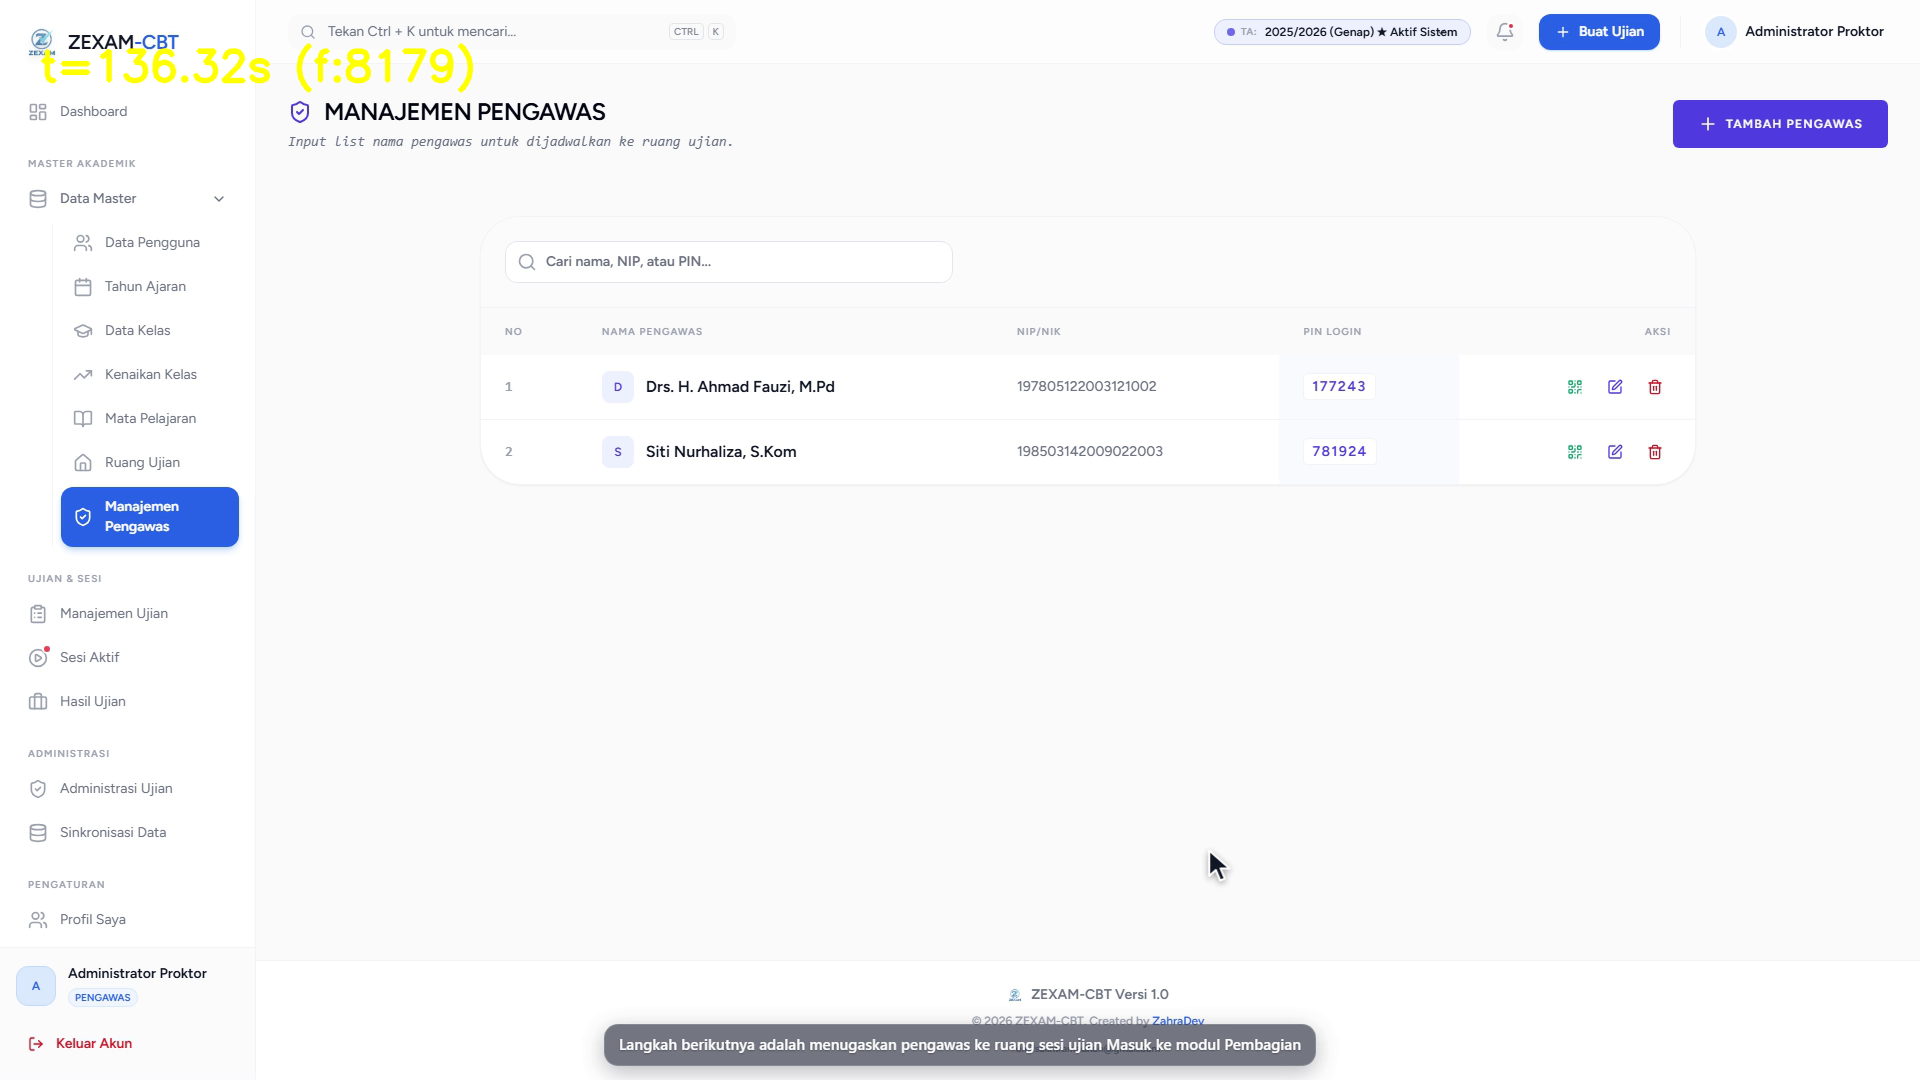 ZEXAM-CBT
Tekan Ctrl + K untuk mencari...
CTRL K
TA: 2025/2026 (Genap) ★ Aktif Sistem
Buat Ujian
A
Administrator Proktor
t=136.32s (f:8179)
Dashboard
MASTER AKADEMIK
Data Master
Data Pengguna
Tahun Ajaran
Data Kelas
Kenaikan Kelas
Mata Pelajaran
Ruang Ujian
Manajemen
Pengawas
UJIAN & SESI
Manajemen Ujian
Sesi Aktif
Hasil Ujian
ADMINISTRASI
Administrasi Ujian
Sinkronisasi Data
PENGATURAN
Profil Saya
A
Administrator Proktor
PENGAWAS
Keluar Akun
MANAJEMEN PENGAWAS
Input list nama pengawas untuk dijadwalkan ke ruang ujian.
TAMBAH PENGAWAS
Cari nama, NIP, atau PIN...
NO NAMA PENGAWAS NIP/NIK PIN LOGIN AKSI
1 D Drs. H. Ahmad Fauzi, M.Pd 197805122003121002 177243
2 S Siti Nurhaliza, S.Kom 198503142009022003 781924
ZEXAM-CBT Versi 1.0
© 2026 ZEXAM-CBT. Created by ZahraDev
Langkah berikutnya adalah menugaskan pengawas ke ruang sesi ujian Masuk ke modul Pembagian